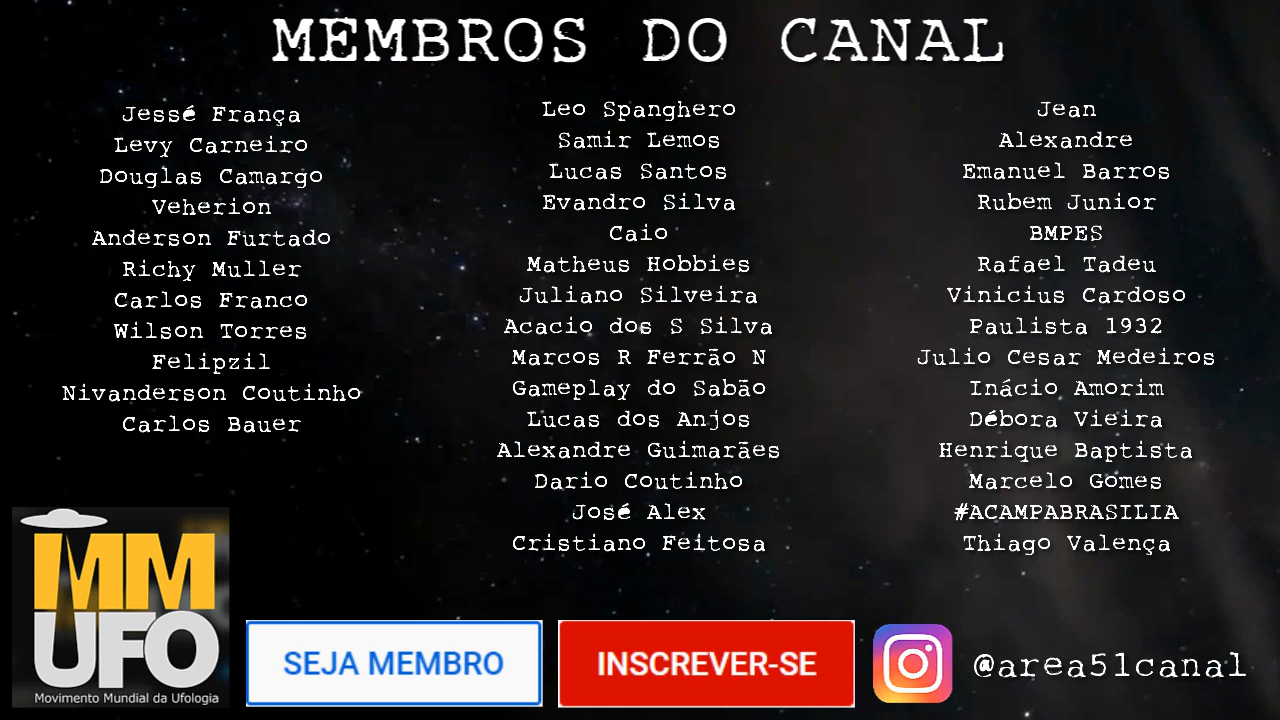 MEMBROS DO CANAL
Jessé França
Levy Carneiro
Douglas Camargo
Veherion
Anderson Furtado
Richy Muller
Carlos Franco
Wilson Torres
Felipzil
Nivanderson Coutinho
Carlos Bauer
Leo Spanghero
Samir Lemos
Lucas Santos
Evandro Silva
Caio
Matheus Hobbies
Juliano Silveira
Acacio dos S Silva
Marcos R Ferrão N
Gameplay do Sabão
Lucas dos Anjos
Alexandre Guimarães
Dario Coutinho
José Alex
Cristiano Feitosa
Jean
Alexandre
Emanuel Barros
Rubem Junior
BMPES
Rafael Tadeu
Vinicius Cardoso
Paulista 1932
Julio Cesar Medeiros
Inácio Amorim
Débora Vieira
Henrique Baptista
Marcelo Gomes
#ACAMPABRASILIA
Thiago Valença
MM
UFO
Movimento Mundial da Ufologia
SEJA MEMBRO
INSCREVER-SE
@area51canal